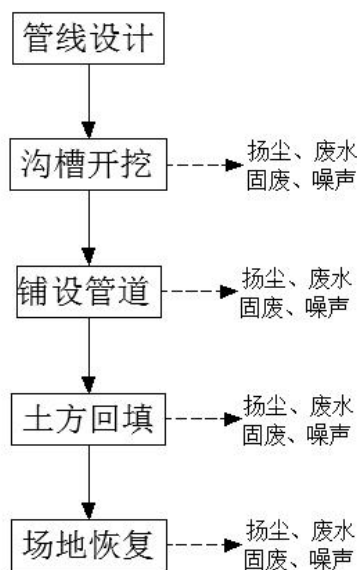 管线设计
沟槽开挖
扬尘、废水
固废、噪声
铺设管道
扬尘、废水
固废、噪声
土方回填
扬尘、废水
固废、噪声
场地恢复
扬尘、废水
固废、噪声